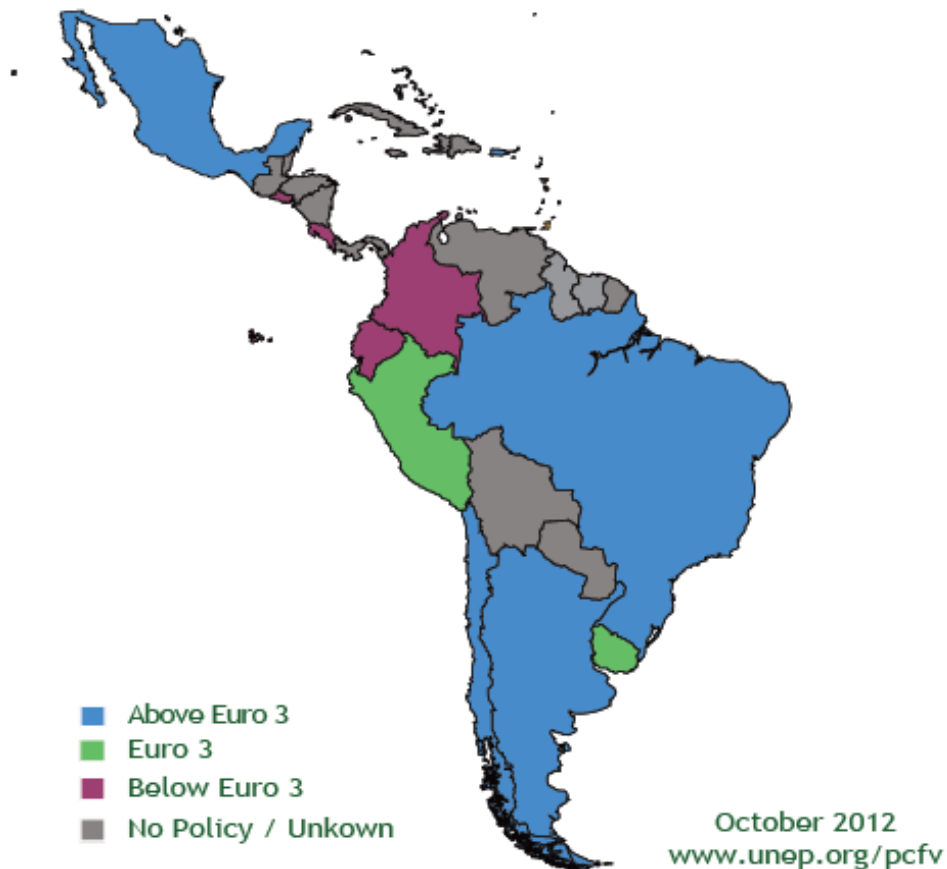 Above Euro 3
Euro 3
Below Euro 3
No Policy / Unkown
October 2012
www.unep.org/pcfv